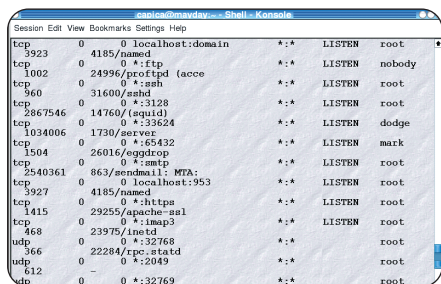 capica@mayday:~ - Shell - Konsole
Session Edit View Bookmarks Settings Help
tcp 0 0 localhost:domain *:* LISTEN root
3923 4185/named
tcp 0 0 *:ftp *:* LISTEN nobody
1002 24996/proftpd (acce
tcp 0 0 *:ssh *:* LISTEN root
960 31600/sshd
tcp 0 0 *:3128 *:* LISTEN root
2867546 14760/(squid)
tcp 0 0 *:33624 *:* LISTEN dodge
1034006 1730/server
tcp 0 0 *:65432 *:* LISTEN mark
1504 26016/eggdrop
tcp 0 0 *:smtp *:* LISTEN root
2540361 863/sendmail: MTA:
tcp 0 0 localhost:953 *:* LISTEN root
3927 4185/named
tcp 0 0 *:https *:* LISTEN root
1415 29255/apache-ssl
tcp 0 0 *:imap3 *:* LISTEN root
468 23975/inetd
udp 0 0 *:32768 *:* root
366 22284/rpc.statd
udp 0 0 *:2049 *:* root
612 -
udp 0 0 *:32769 *:* root